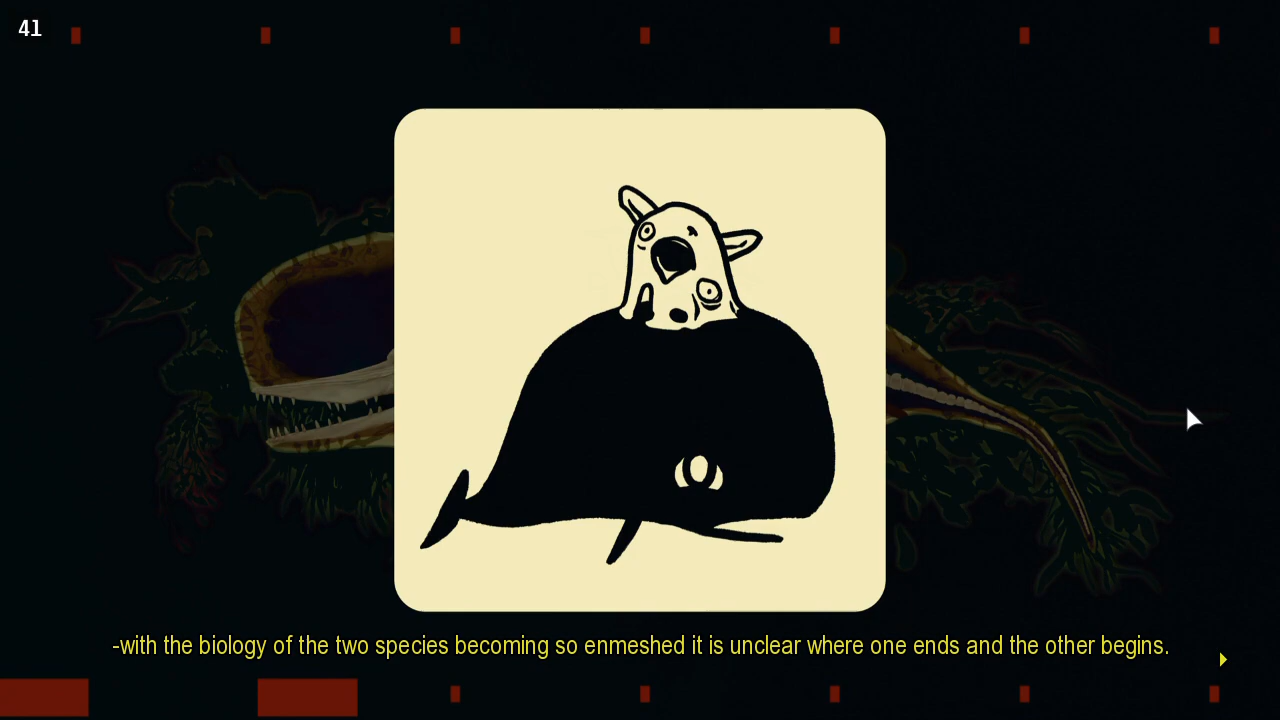 41
-with the biology of the two species becoming so enmeshed it is unclear where one ends and the other begins.